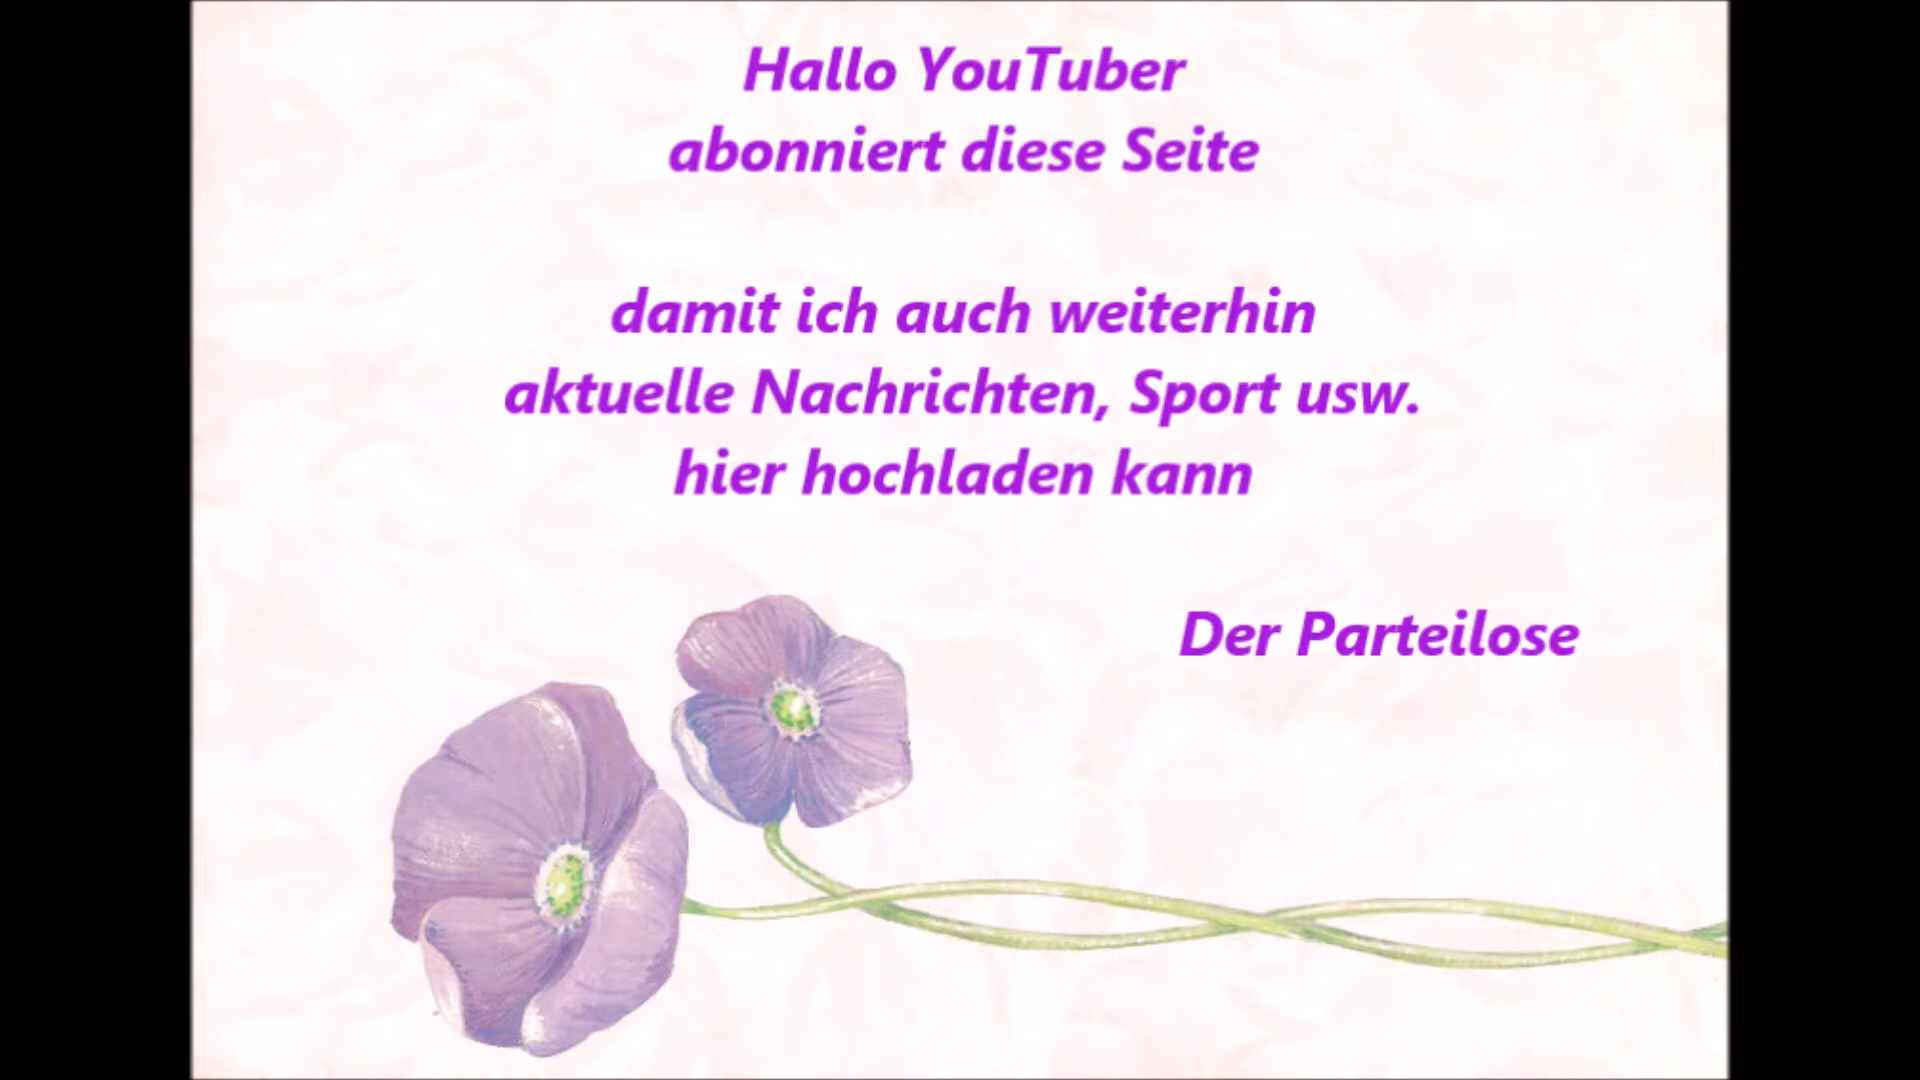 Hallo YouTuber
abonniert diese Seite
damit ich auch weiterhin
aktuelle Nachrichten, Sport usw.
hier hochladen kann
Der Parteilose